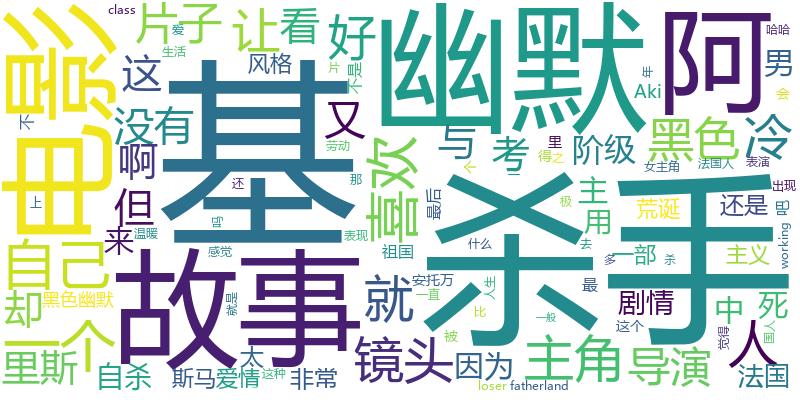 class 爱 片子 让 看 好 幽默 阿 哈哈
生活 风格 片 不是 年 男
电影 这 基 Aki 会
不 没有 又 与 考 里 黑色 冷
劳动 得 之 阶级
啊 喜欢 一 女主角 法国人 表演
还 那 杀手 出现
上 但 最后 个 极 主 荒诞 还是 吧
来 温暖 吗 表现 什么 去 用
自己 故事 感觉 祖国 一部 主义 working
安托万 人生 多 杀
黑色幽默 就是 就 一直 比 最 剧情 中 死
却 一个 被 一般 这个 觉得 人 国人
里斯 太 镜头 因为 主角 导演
自杀 斯马 爱情 这种 非常 loser fatherland 法国